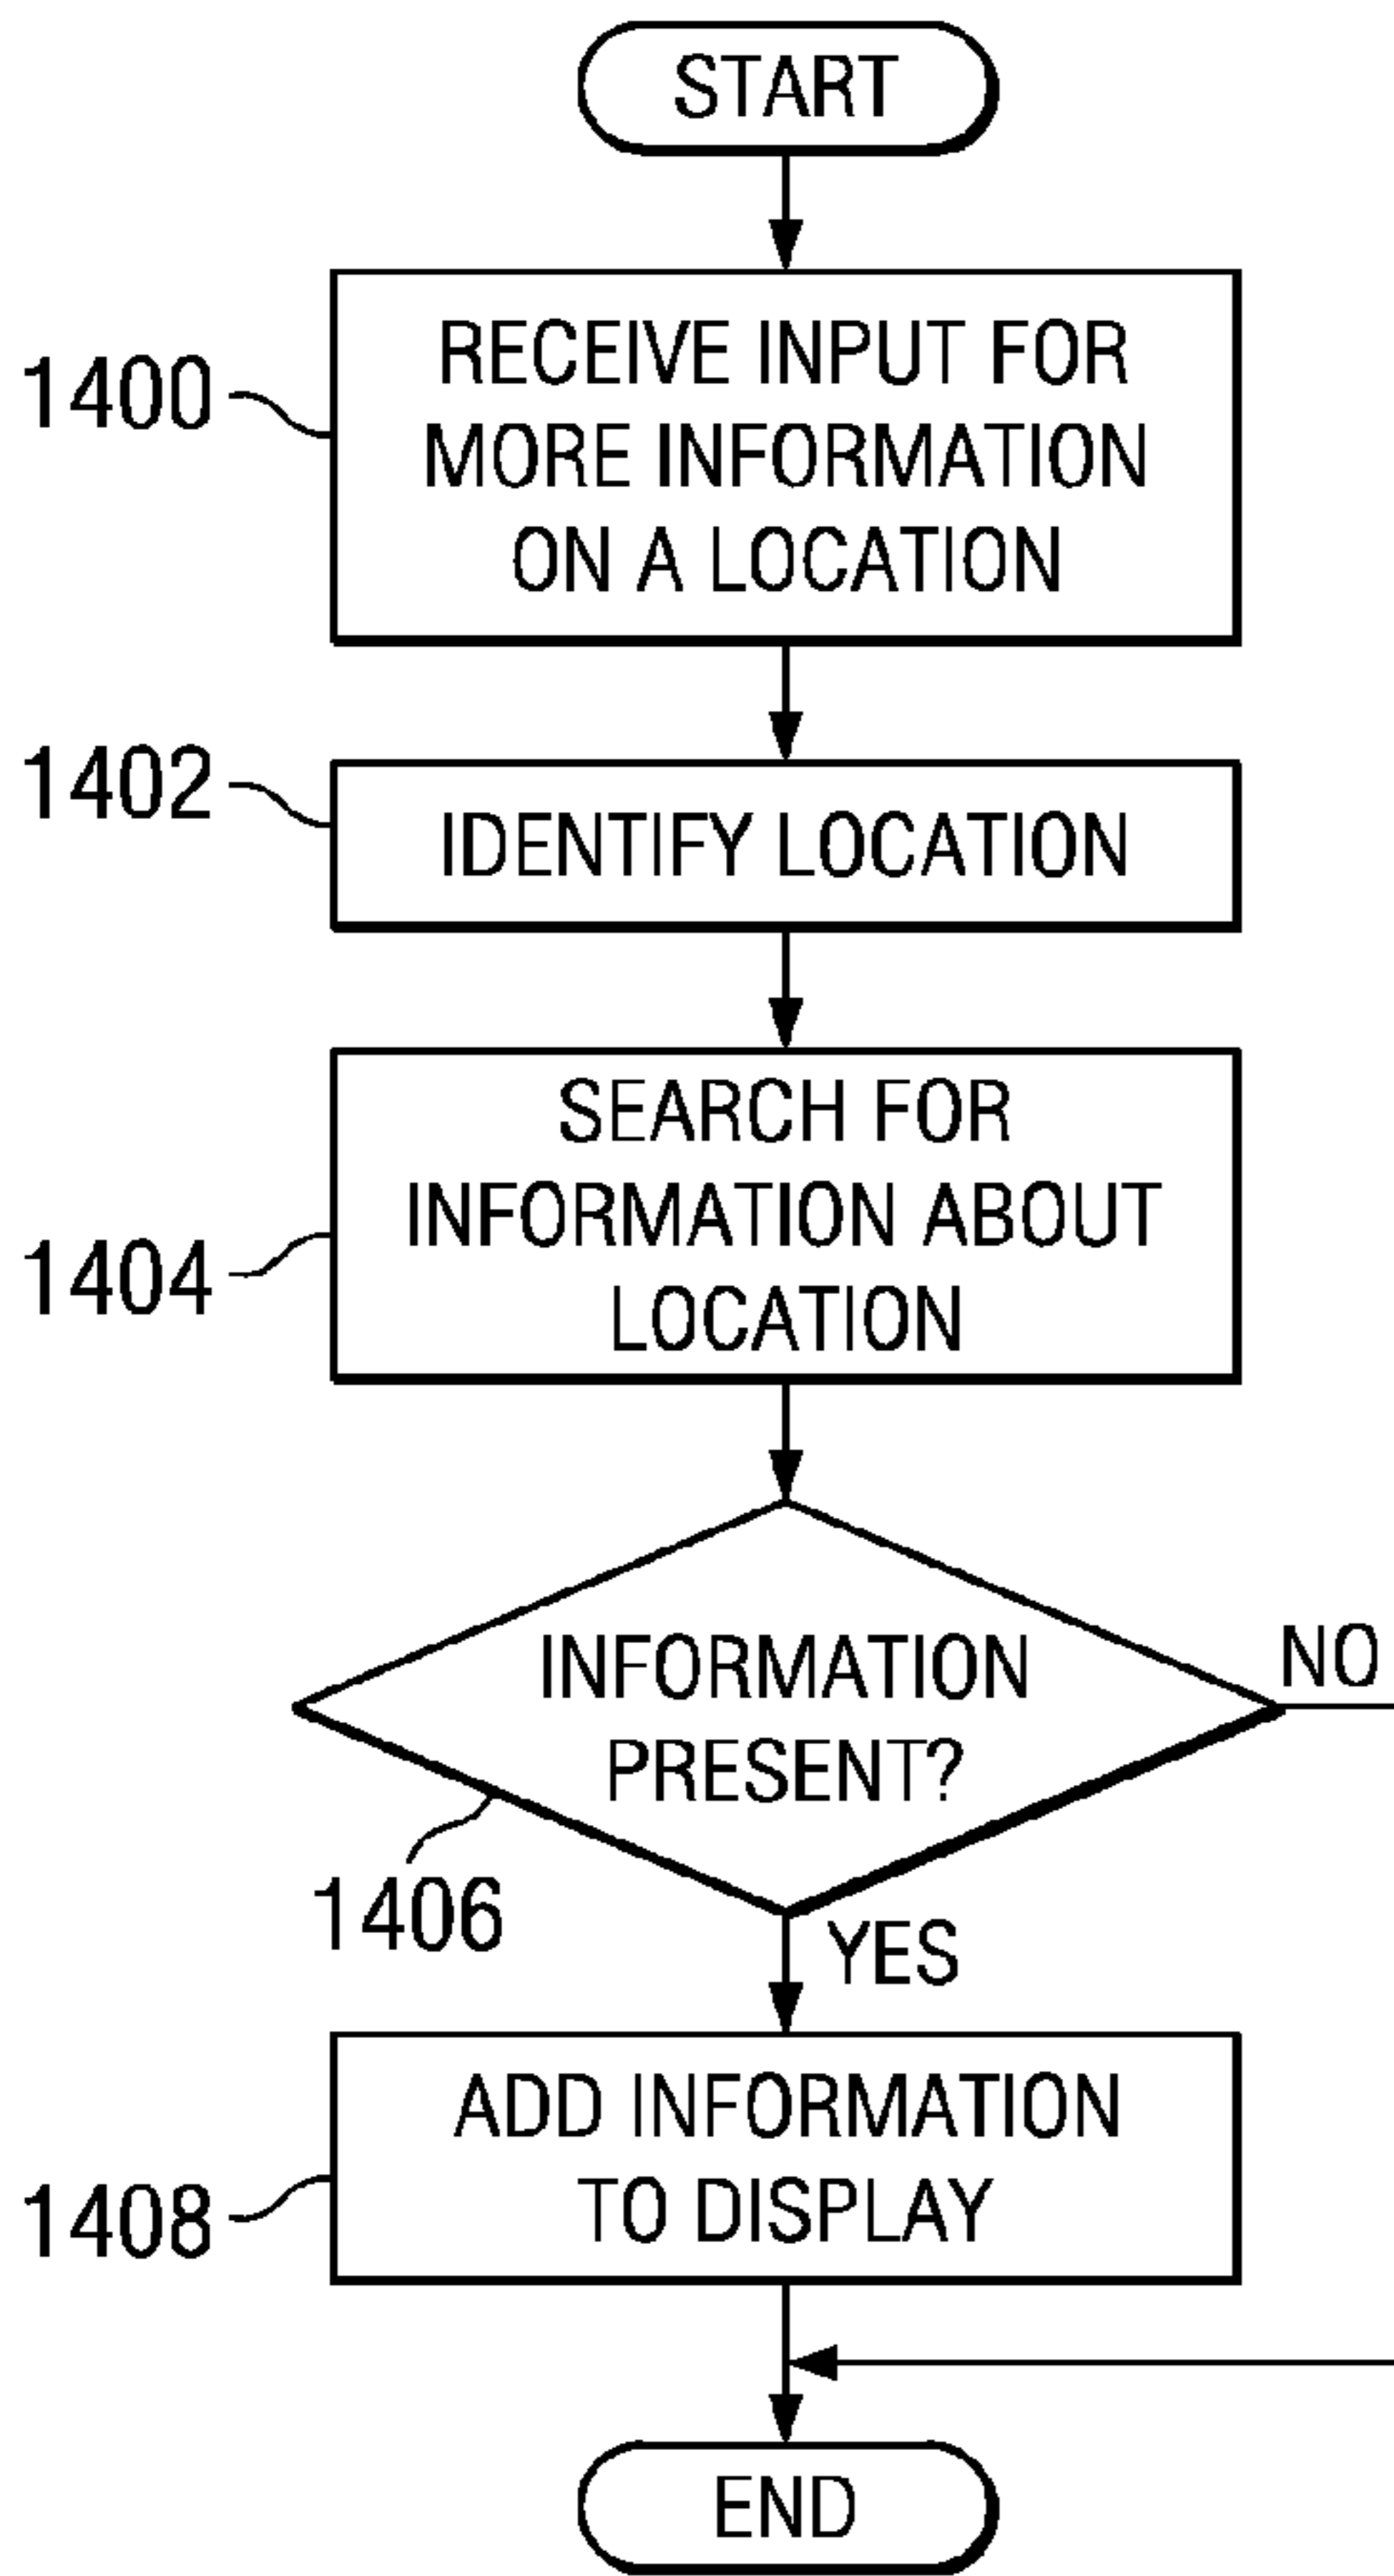 START
1400
RECEIVE INPUT FOR
MORE INFORMATION
ON A LOCATION
1402
IDENTIFY LOCATION
1404
SEARCH FOR
INFORMATION ABOUT
LOCATION
INFORMATION
PRESENT?
NO
1406
YES
1408
ADD INFORMATION
TO DISPLAY
END